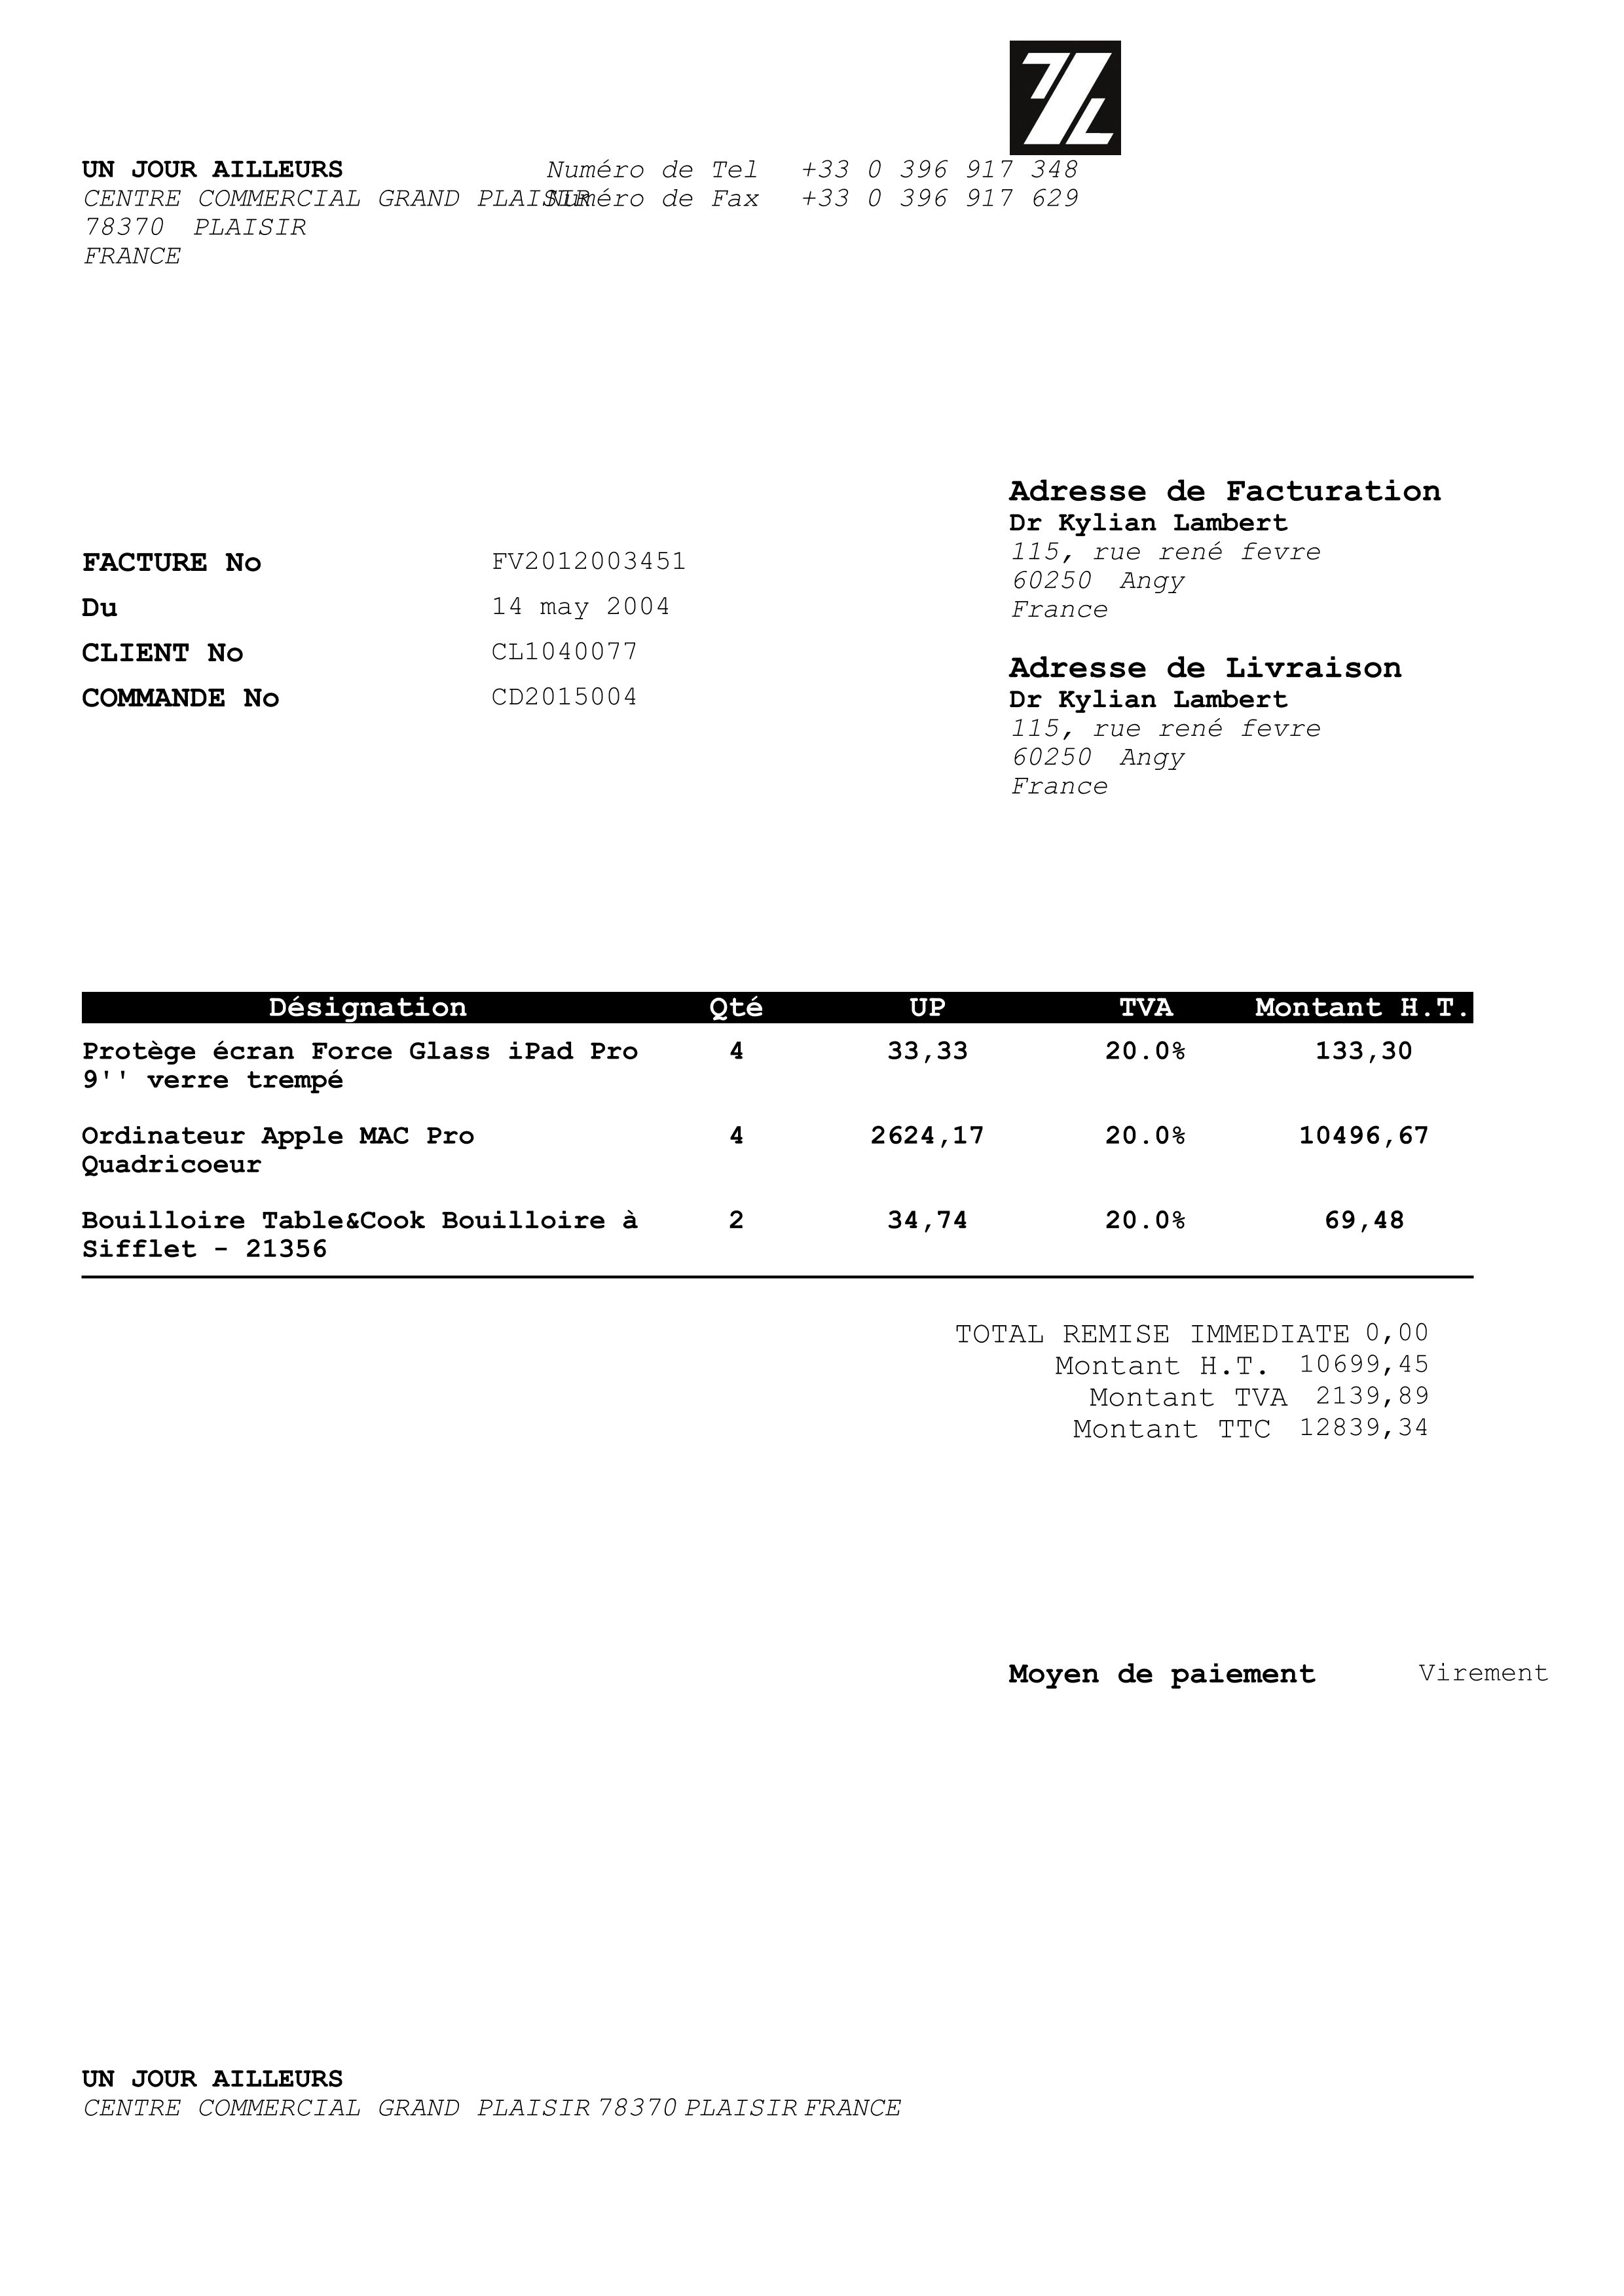 UN JOUR AILLEURS
CENTRE COMMERCIAL GRAND PLAISIR
78370 PLAISIR
FRANCE
Numéro de Tel +33 0 396 917 348
Numéro de Fax +33 0 396 917 629
FACTURE No FV2012003451
Du 14 may 2004
CLIENT No CL1040077
COMMANDE No CD2015004
Adresse de Facturation
Dr Kylian Lambert
115, rue rené fevre
60250 Angy
France
Adresse de Livraison
Dr Kylian Lambert
115, rue rené fevre
60250 Angy
France
Désignation Qté UP TVA Montant H.T.
Protège écran Force Glass iPad Pro 4 33,33 20.0% 133,30
9'' verre trempé
Ordinateur Apple MAC Pro 4 2624,17 20.0% 10496,67
Quadricoeur
Bouilloire Table&Cook Bouilloire à 2 34,74 20.0% 69,48
Sifflet - 21356
TOTAL REMISE IMMEDIATE 0,00
Montant H.T. 10699,45
Montant TVA 2139,89
Montant TTC 12839,34
Moyen de paiement Virement
UN JOUR AILLEURS
CENTRE COMMERCIAL GRAND PLAISIR 78370 PLAISIR FRANCE